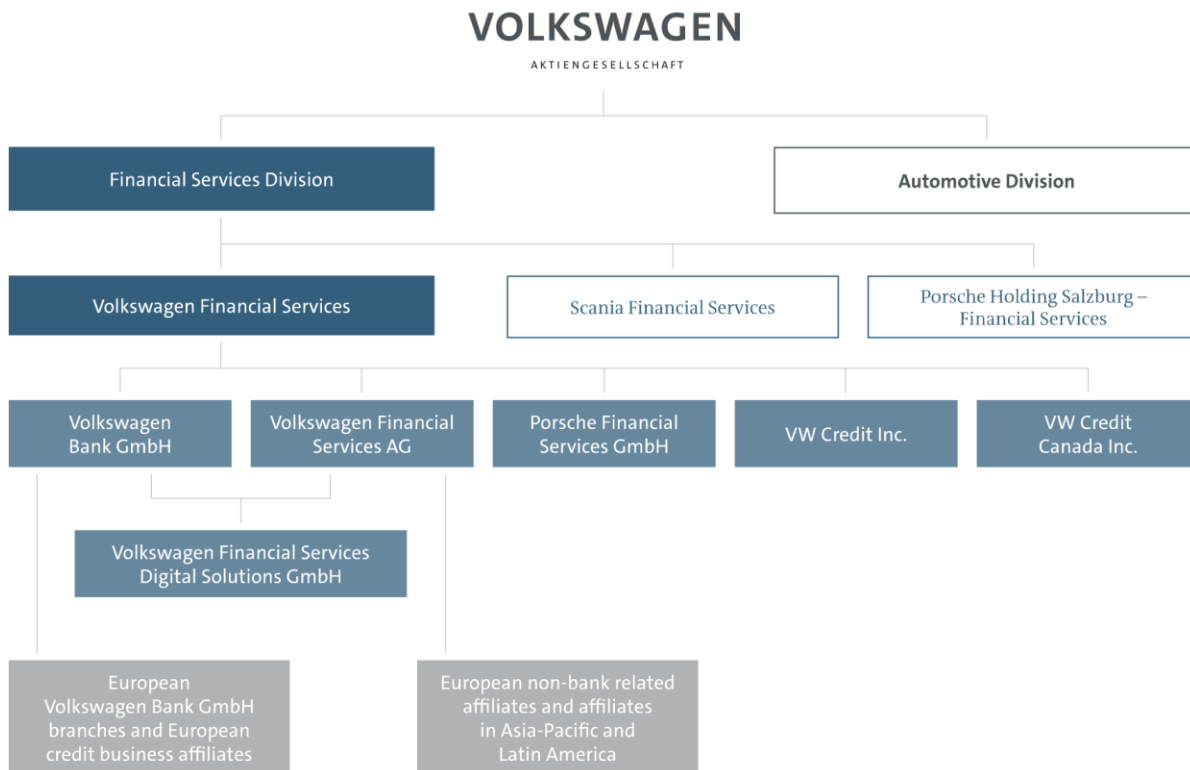 VOLKSWAGEN
AKTIENGESELLSCHAFT
Financial Services Division
Automotive Division
Volkswagen Financial Services
Scania Financial Services
Porsche Holding Salzburg –
Financial Services
Volkswagen
Bank GmbH
Volkswagen Financial
Services AG
Porsche Financial
Services GmbH
VW Credit Inc.
VW Credit
Canada Inc.
Volkswagen Financial Services
Digital Solutions GmbH
European
Volkswagen Bank GmbH
branches and European
credit business affiliates
European non-bank related
affiliates and affiliates
in Asia-Pacific and
Latin America